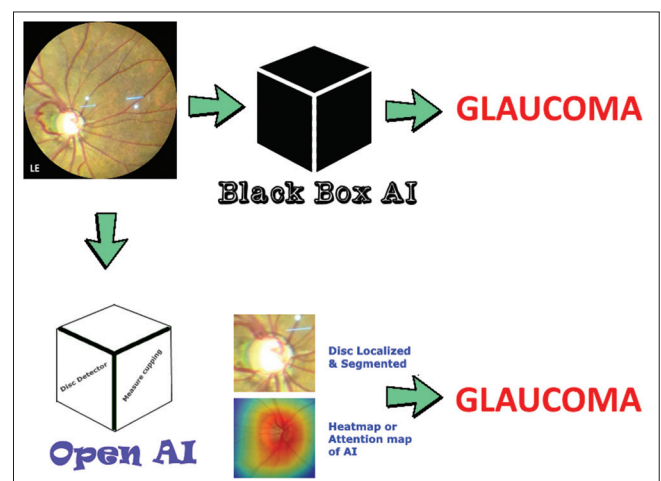 LE
GLAUCOMA
Black Box AI
Disc Detector
Measure cupping
Disc Localized
& Segmented
GLAUCOMA
Heatmap or
Attention map
of AI
Open AI